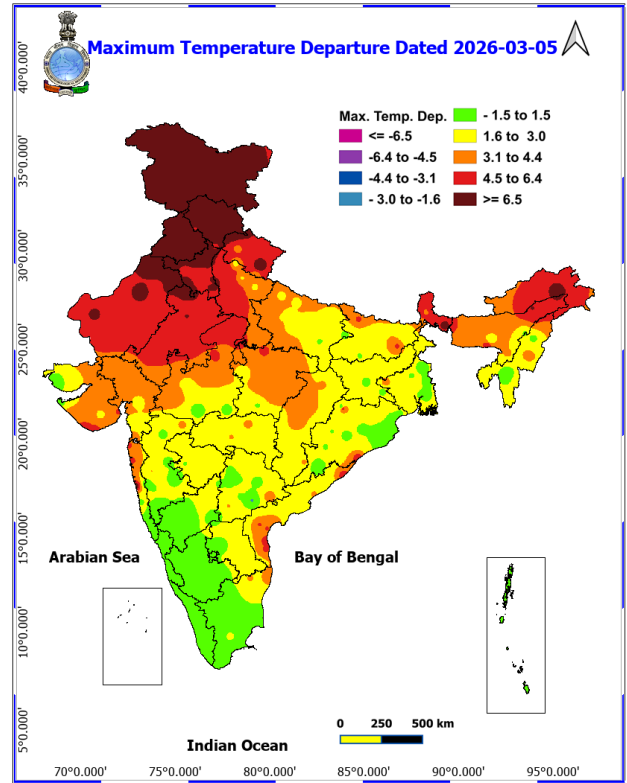 Maximum Temperature Departure Dated 2026-03-05
Max. Temp. Dep.
<= -6.5
-6.4 to -4.5
-4.4 to -3.1
- 3.0 to -1.6
- 1.5 to 1.5
1.6 to 3.0
3.1 to 4.4
4.5 to 6.4
>= 6.5
40°0.000'
35°0.000'
30°0.000'
25°0.000'
20°0.000'
15°0.000'
10°0.000'
5°0.000'
Arabian Sea
Bay of Bengal
Indian Ocean
0 250 500 km
70°0.000' 75°0.000' 80°0.000' 85°0.000' 90°0.000' 95°0.000'